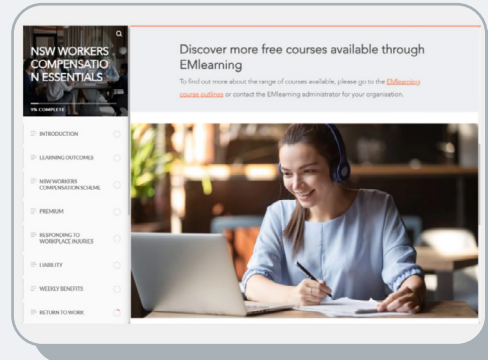 NSW WORKERS
COMPENSATIO
N ESSENTIALS
9% COMPLETE
INTRODUCTION
LEARNING OUTCOMES
NSW WORKERS
COMPENSATION SCHEME
PREMIUM
RESPONDING TO
WORKPLACE INJURIES
LIABILITY
WEEKLY BENEFITS
RETURN TO WORK
Discover more free courses available through
EMlearning
To find out more about the range of courses available, please go to the EMlearning
course outlines or contact the EMlearning administrator for your organisation.